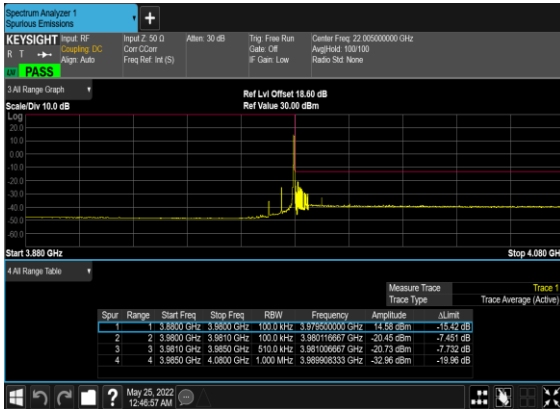 Spectrum Analyzer 1
Spurious Emissions
KEYSIGHT Input: RF Input Z: 50 Ω Atten: 30 dB Trig: Free Run Center Freq: 22.005000000 GHz
R T Coupling: DC Corr CCorr Gate: Off Avg|Hold: 100/100
Align: Auto Freq Ref: Int (S) IF Gain: Low Radio Std: None
PASS
3 All Range Graph
Ref Lvl Offset 18.60 dB
Scale/Div 10.0 dB Ref Value 30.00 dBm
Log
20.0
10.0
0.00
-10.0
-20.0
-30.0
-40.0
-50.0
-60.0
Start 3.880 GHz Stop 4.080 GH
4 All Range Table
Measure Trace Trace 1
Trace Type Trace Average (Active)
Spur Range Start Freq Stop Freq RBW Frequency Amplitude ΔLimit
1 1 3.8800 GHz 3.9800 GHz 100.0 kHz 3.979500000 GHz 14.58 dBm -15.42 dB
2 2 3.9800 GHz 3.9810 GHz 100.0 kHz 3.980116667 GHz -20.45 dBm -7.451 dB
3 3 3.9810 GHz 3.9850 GHz 510.0 kHz 3.981006667 GHz -20.73 dBm -7.732 dB
4 4 3.9850 GHz 4.0800 GHz 1.000 MHz 3.989908333 GHz -32.96 dBm -19.96 dB
May 25, 2022
12:46:57 AM